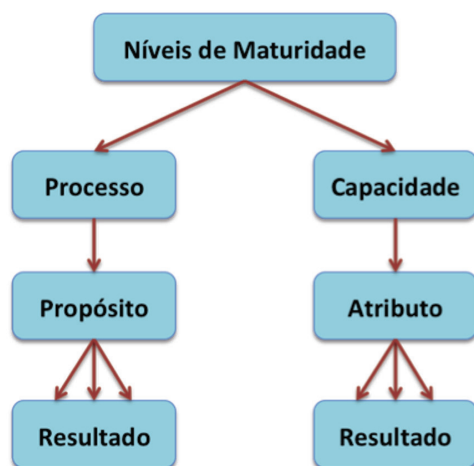 Níveis de Maturidade
Processo
Capacidade
Propósito
Atributo
Resultado
Resultado